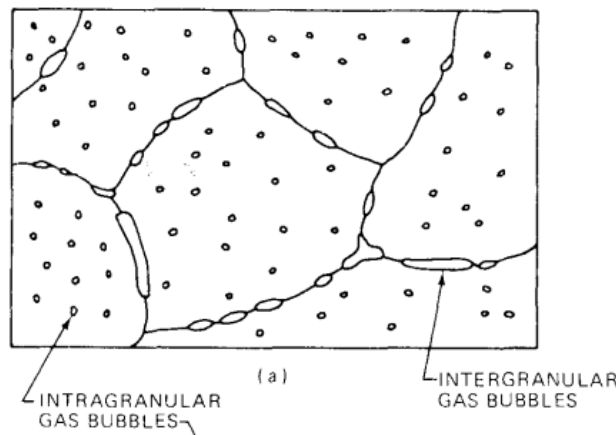 (a)
INTRAGRANULAR
GAS BUBBLES
INTERGRANULAR
GAS BUBBLES